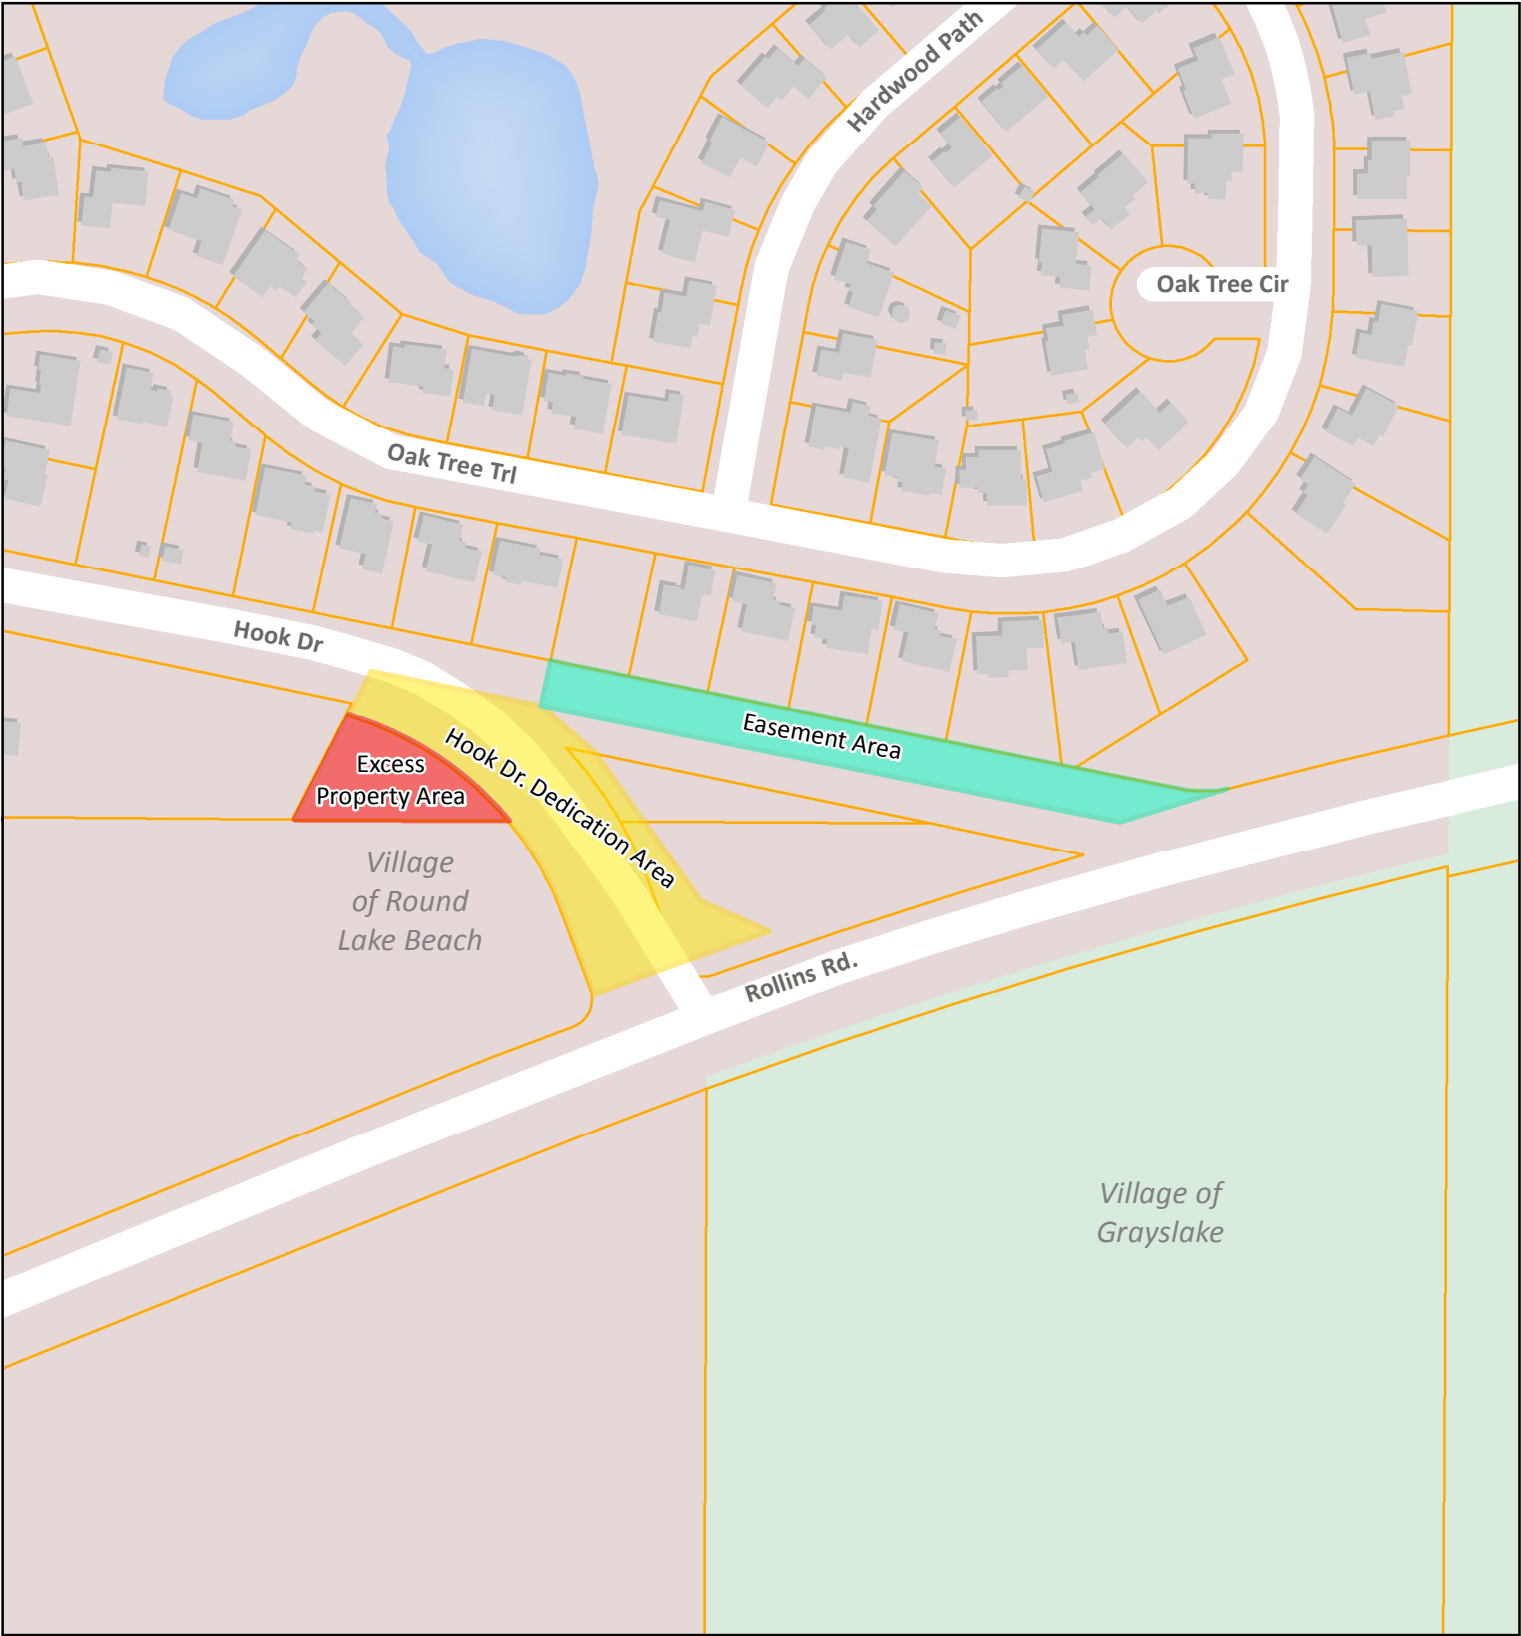 Hardwood Path
Oak Tree Cir
Oak Tree Trl
Hook Dr
Easement Area
Hook Dr. Dedication Area
Excess
Property Area
Village
of Round
Lake Beach
Rollins Rd.
Village of
Grayslake